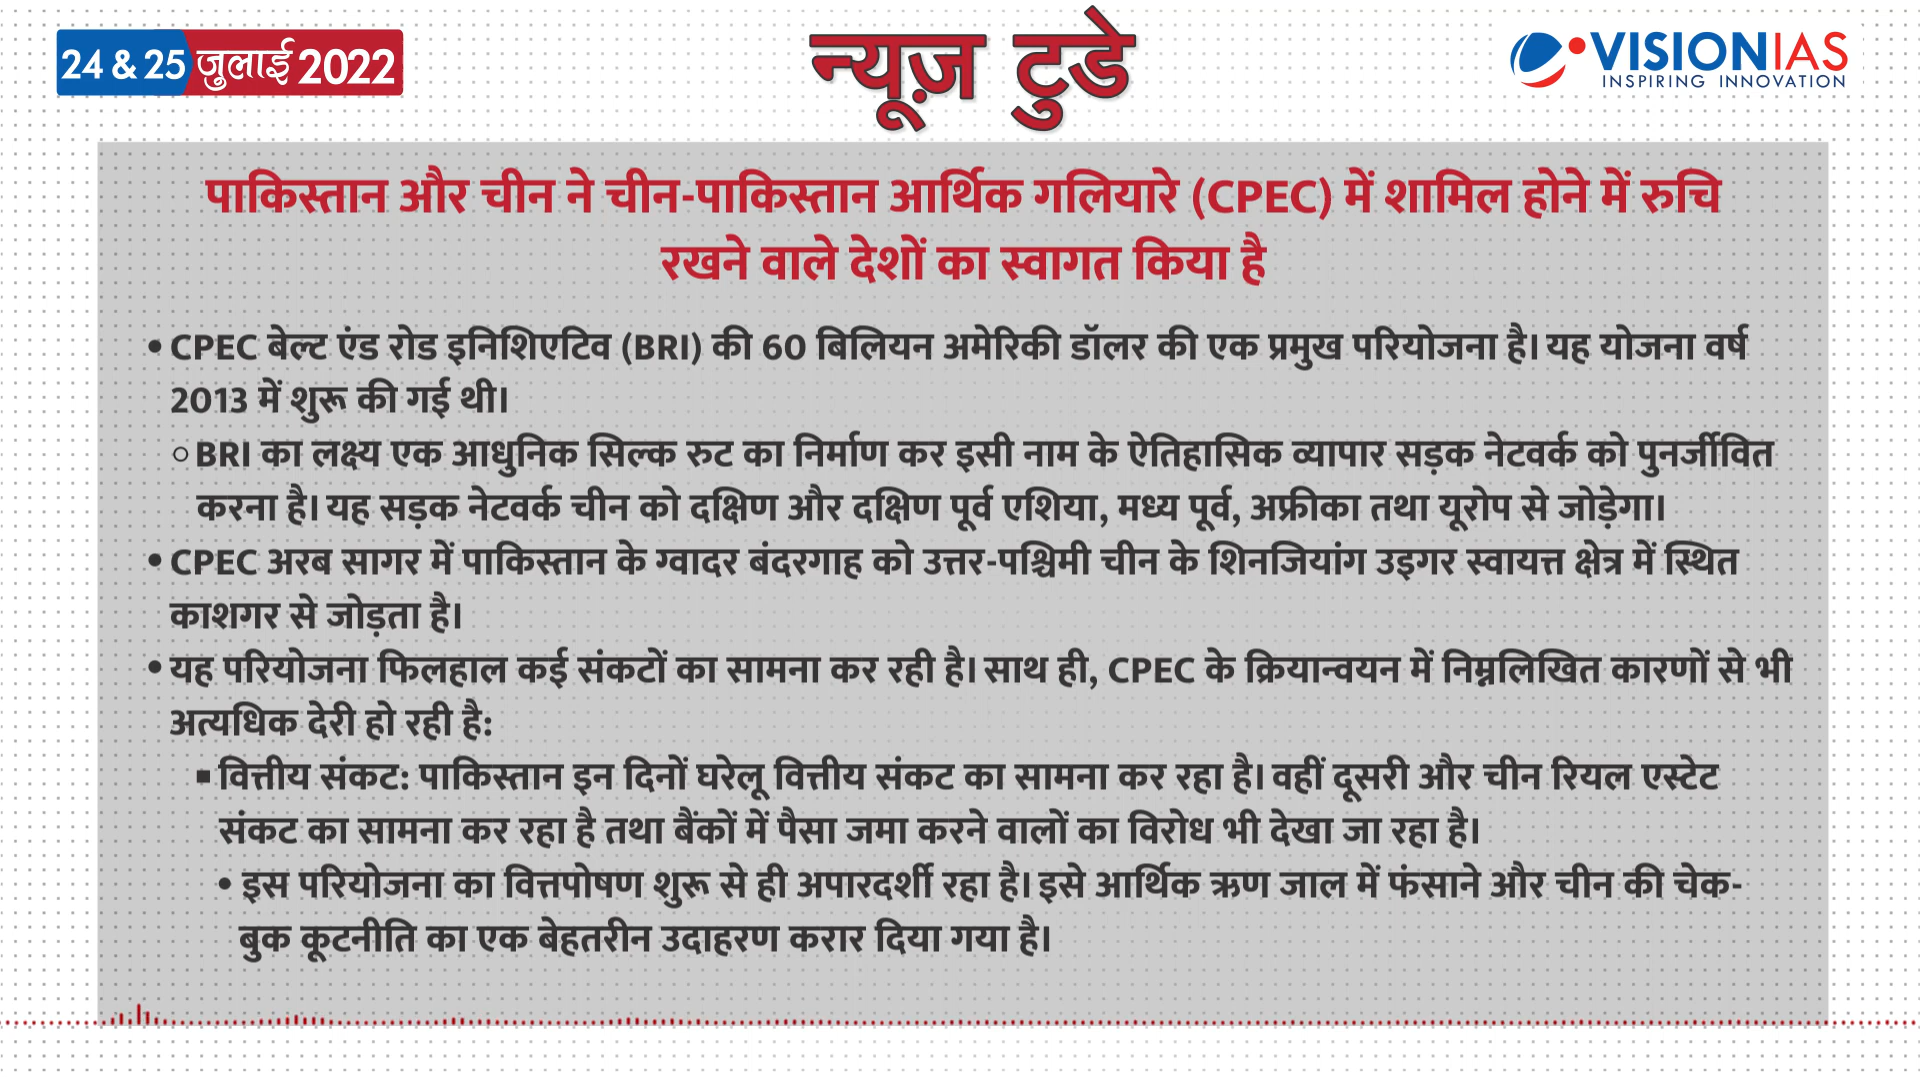 24 & 25 जुलाई 2022
न्यूज़ टुडे
VISIONIAS
INSPIRING INNOVATION
पाकिस्तान और चीन ने चीन-पाकिस्तान आर्थिक गलियारे (CPEC) में शामिल होने में रुचि
रखने वाले देशों का स्वागत किया है
• CPEC बेल्ट एंड रोड इनिशिएटिव (BRI) की 60 बिलियन अमेरिकी डॉलर की एक प्रमुख परियोजना है। यह योजना वर्ष
2013 में शुरू की गई थी।
○ BRI का लक्ष्य एक आधुनिक सिल्क रुट का निर्माण कर इसी नाम के ऐतिहासिक व्यापार सड़क नेटवर्क को पुनर्जीवित
करना है। यह सड़क नेटवर्क चीन को दक्षिण और दक्षिण पूर्व एशिया, मध्य पूर्व, अफ्रीका तथा यूरोप से जोड़ेगा।
• CPEC अरब सागर में पाकिस्तान के ग्वादर बंदरगाह को उत्तर-पश्चिमी चीन के शिनजियांग उइगर स्वायत्त क्षेत्र में स्थित
काशगर से जोड़ता है।
• यह परियोजना फिलहाल कई संकटों का सामना कर रही है। साथ ही, CPEC के क्रियान्वयन में निम्नलिखित कारणों से भी
अत्यधिक देरी हो रही है:
▪ वित्तीय संकट: पाकिस्तान इन दिनों घरेलू वित्तीय संकट का सामना कर रहा है। वहीं दूसरी और चीन रियल एस्टेट
संकट का सामना कर रहा है तथा बैंकों में पैसा जमा करने वालों का विरोध भी देखा जा रहा है।
• इस परियोजना का वित्तपोषण शुरू से ही अपारदर्शी रहा है। इसे आर्थिक ऋण जाल में फंसाने और चीन की चेक-
बुक कूटनीति का एक बेहतरीन उदाहरण करार दिया गया है।